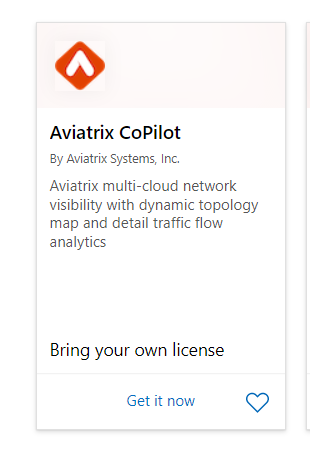 Aviatrix CoPilot
By Aviatrix Systems, Inc.
Aviatrix multi-cloud network
visibility with dynamic topology
map and detail traffic flow
analytics
Bring your own license
Get it now